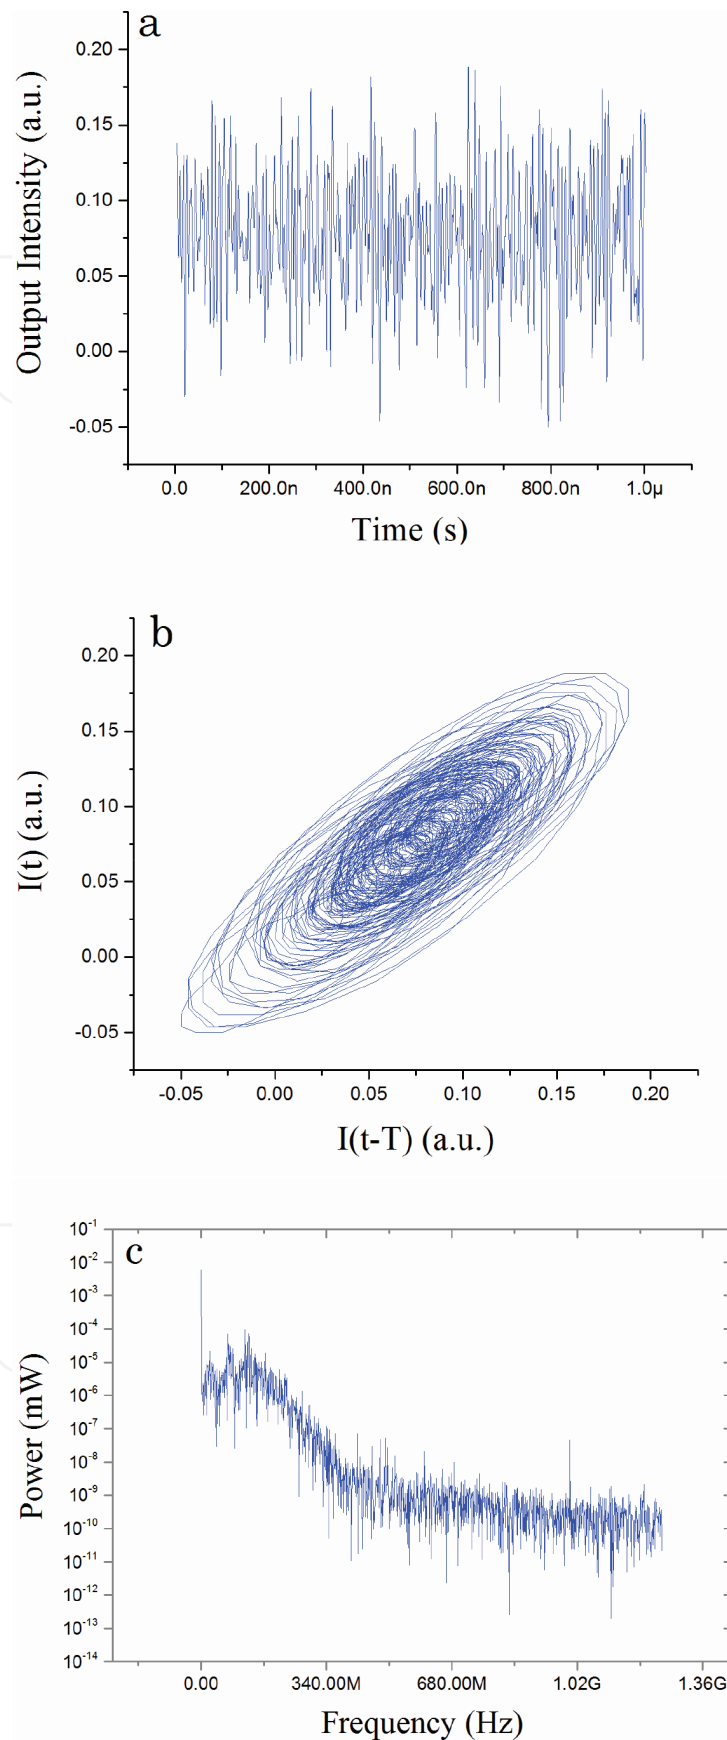 a
0.20
0.15
0.10
0.05
0.00
-0.05
Output Intensity (a.u.)
0.0 200.0n 400.0n 600.0n 800.0n 1.0µ
Time (s)
b
0.20
0.15
0.10
0.05
0.00
-0.05
I(t) (a.u.)
-0.05 0.00 0.05 0.10 0.15 0.20
I(t-T) (a.u.)
c
10⁻¹
10⁻²
10⁻³
10⁻⁴
10⁻⁵
10⁻⁶
10⁻⁷
10⁻⁸
10⁻⁹
10⁻¹⁰
10⁻¹¹
10⁻¹²
10⁻¹³
10⁻¹⁴
Power (mW)
0.00 340.00M 680.00M 1.02G 1.36G
Frequency (Hz)